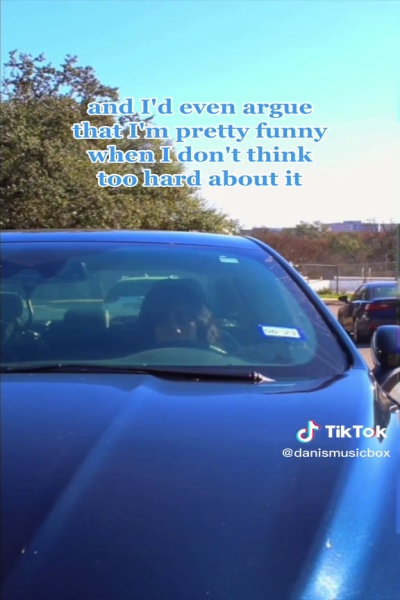 and I'd even argue
that I'm pretty funny
when I don't think
too hard about it
TikTok
@danismusicbox